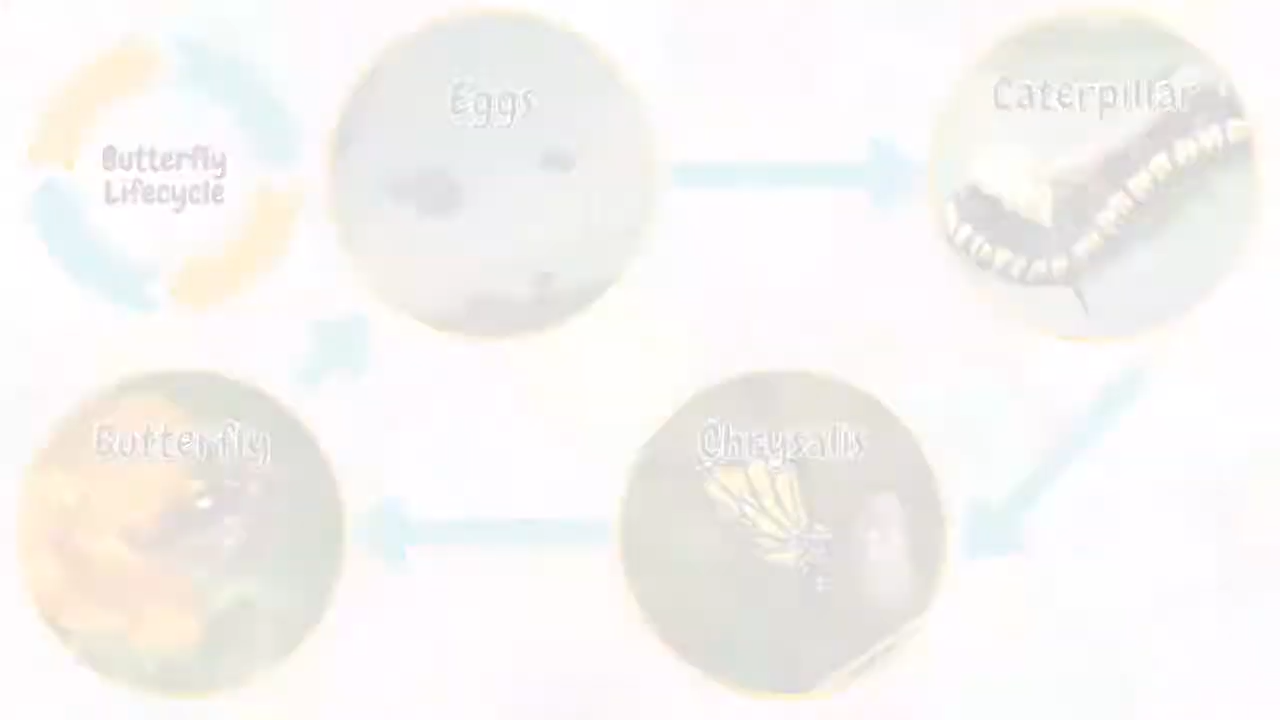 Eggs
Caterpillar
Butterfly
Lifecycle
Butterfly
Chrysalis